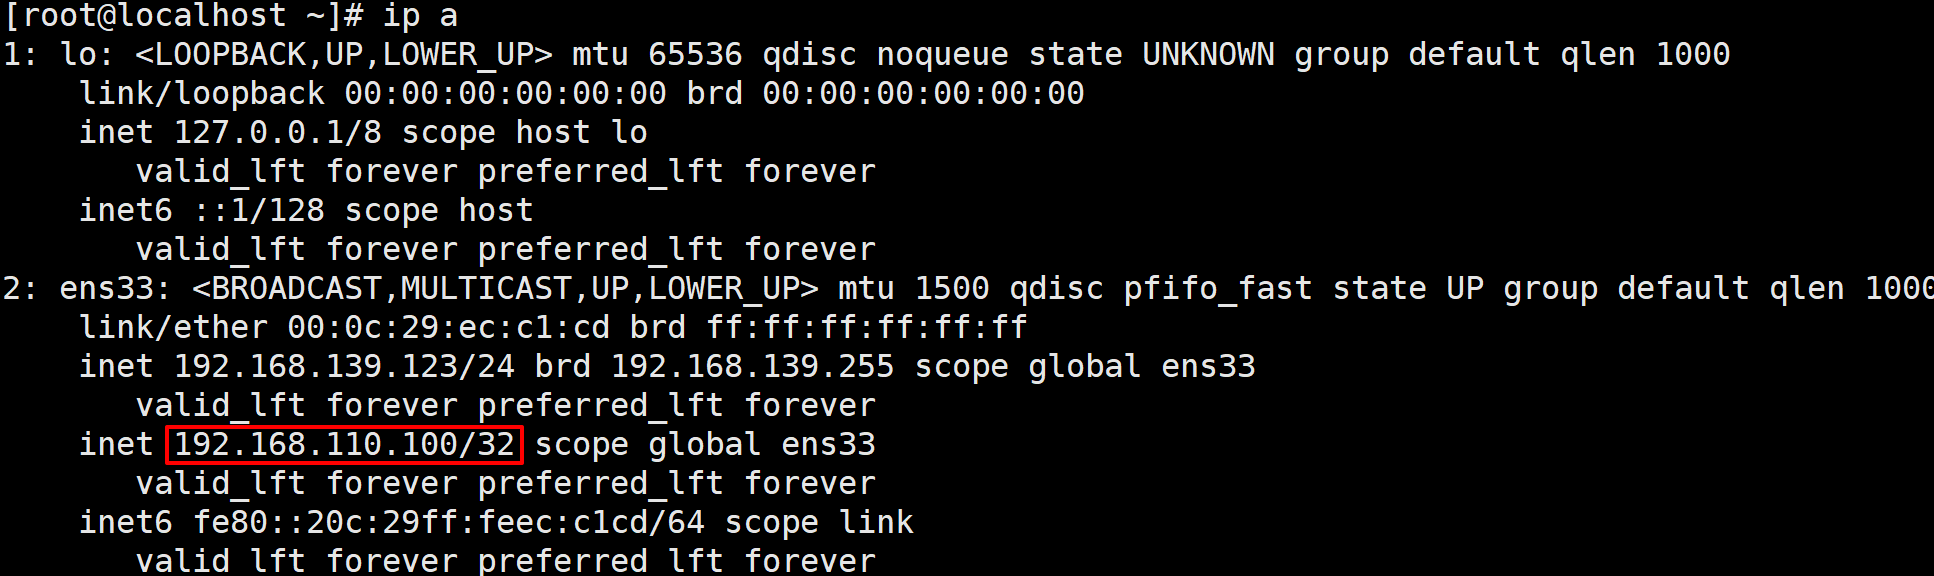 [root@localhost ~]# ip a
1: lo: <LOOPBACK,UP,LOWER_UP> mtu 65536 qdisc noqueue state UNKNOWN group default qlen 1000
    link/loopback 00:00:00:00:00:00 brd 00:00:00:00:00:00
    inet 127.0.0.1/8 scope host lo
       valid_lft forever preferred_lft forever
    inet6 ::1/128 scope host
       valid_lft forever preferred_lft forever
2: ens33: <BROADCAST,MULTICAST,UP,LOWER_UP> mtu 1500 qdisc pfifo_fast state UP group default qlen 1000
    link/ether 00:0c:29:ec:c1:cd brd ff:ff:ff:ff:ff:ff
    inet 192.168.139.123/24 brd 192.168.139.255 scope global ens33
       valid_lft forever preferred_lft forever
    inet 192.168.110.100/32 scope global ens33
       valid_lft forever preferred_lft forever
    inet6 fe80::20c:29ff:feec:c1cd/64 scope link
       valid_lft forever preferred_lft forever